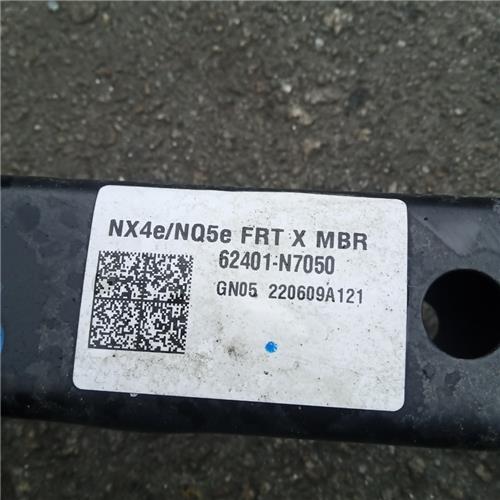 NX4e/NQ5e FRT X MBR
62401-N7050
GN05 220609A121